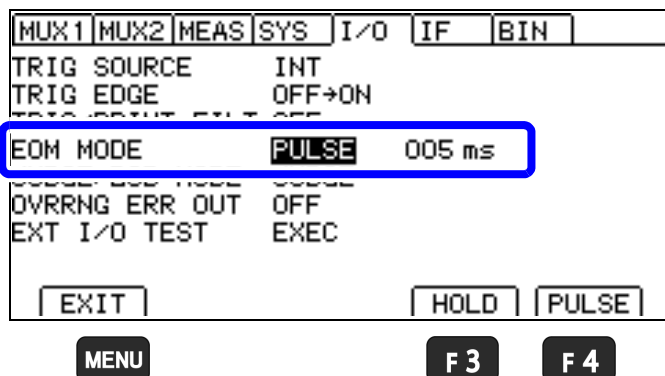 MUX1 MUX2 MEAS SYS I/O IF BIN
TRIG SOURCE INT
TRIG EDGE OFF→ON
EOM MODE PULSE 005 ms
OVRRNG ERR OUT OFF
EXT I/O TEST EXEC
EXIT HOLD PULSE
MENU F3 F4